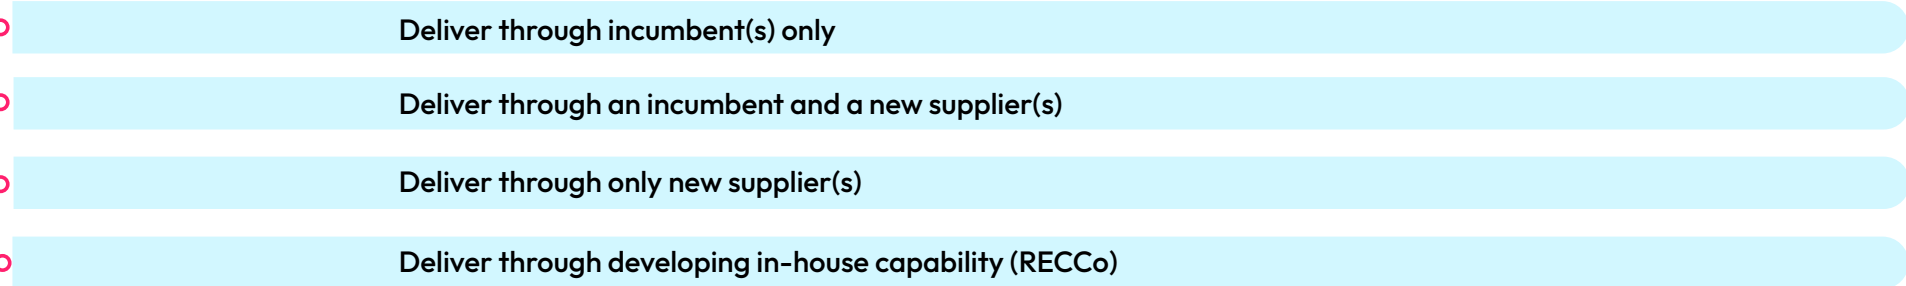 Deliver through incumbent(s) only
Deliver through an incumbent and a new supplier(s)
Deliver through only new supplier(s)
Deliver through developing in-house capability (RECCo)